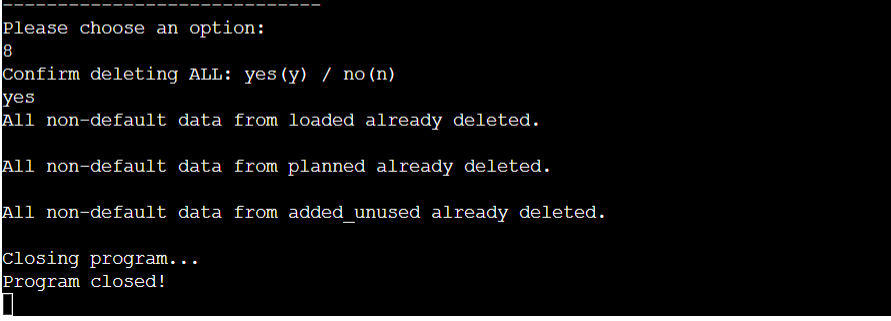 -----------------------------
Please choose an option:
8
Confirm deleting ALL: yes(y) / no(n)
yes
All non-default data from loaded already deleted.
All non-default data from planned already deleted.
All non-default data from added_unused already deleted.
Closing program...
Program closed!